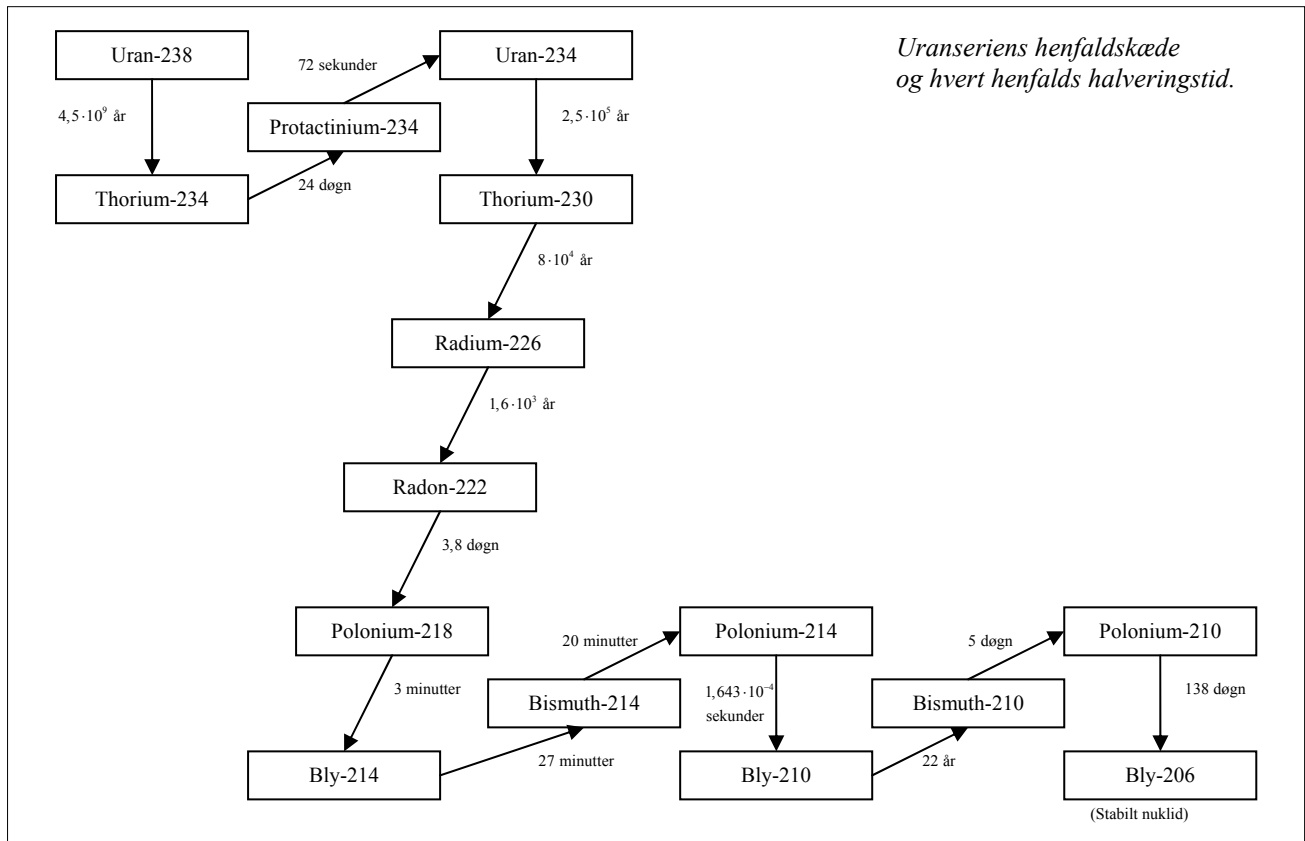 Uran-238
72 sekunder
Uran-234
Uranseriens henfaldskæde
og hvert henfalds halveringstid.
4,5·10⁹ år
Protactinium-234
2,5·10⁵ år
Thorium-234
24 døgn
Thorium-230
8·10⁴ år
Radium-226
1,6·10³ år
Radon-222
3,8 døgn
Polonium-218
20 minutter
Polonium-214
5 døgn
Polonium-210
3 minutter
Bismuth-214
1,643·10⁻⁴
sekunder
Bismuth-210
138 døgn
Bly-214
27 minutter
Bly-210
22 år
Bly-206
(Stabilt nuklid)